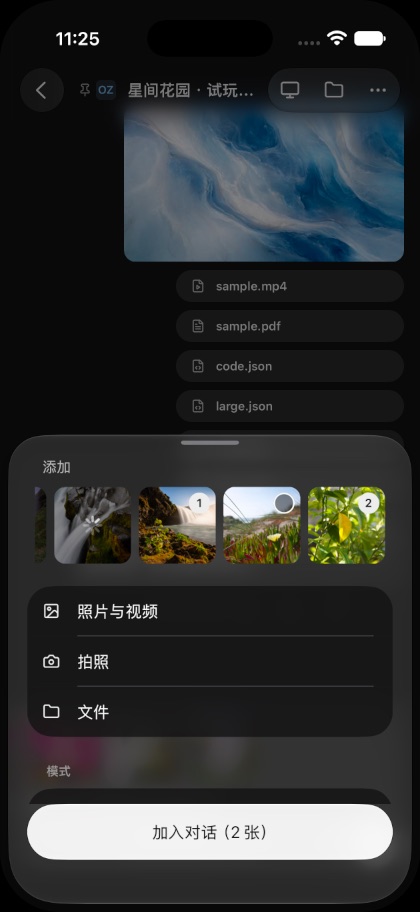 11:25
OZ 星间花园 · 试玩...
sample.mp4
sample.pdf
code.json
large.json
添加
1
2
照片与视频
拍照
文件
模式
加入对话（2 张）